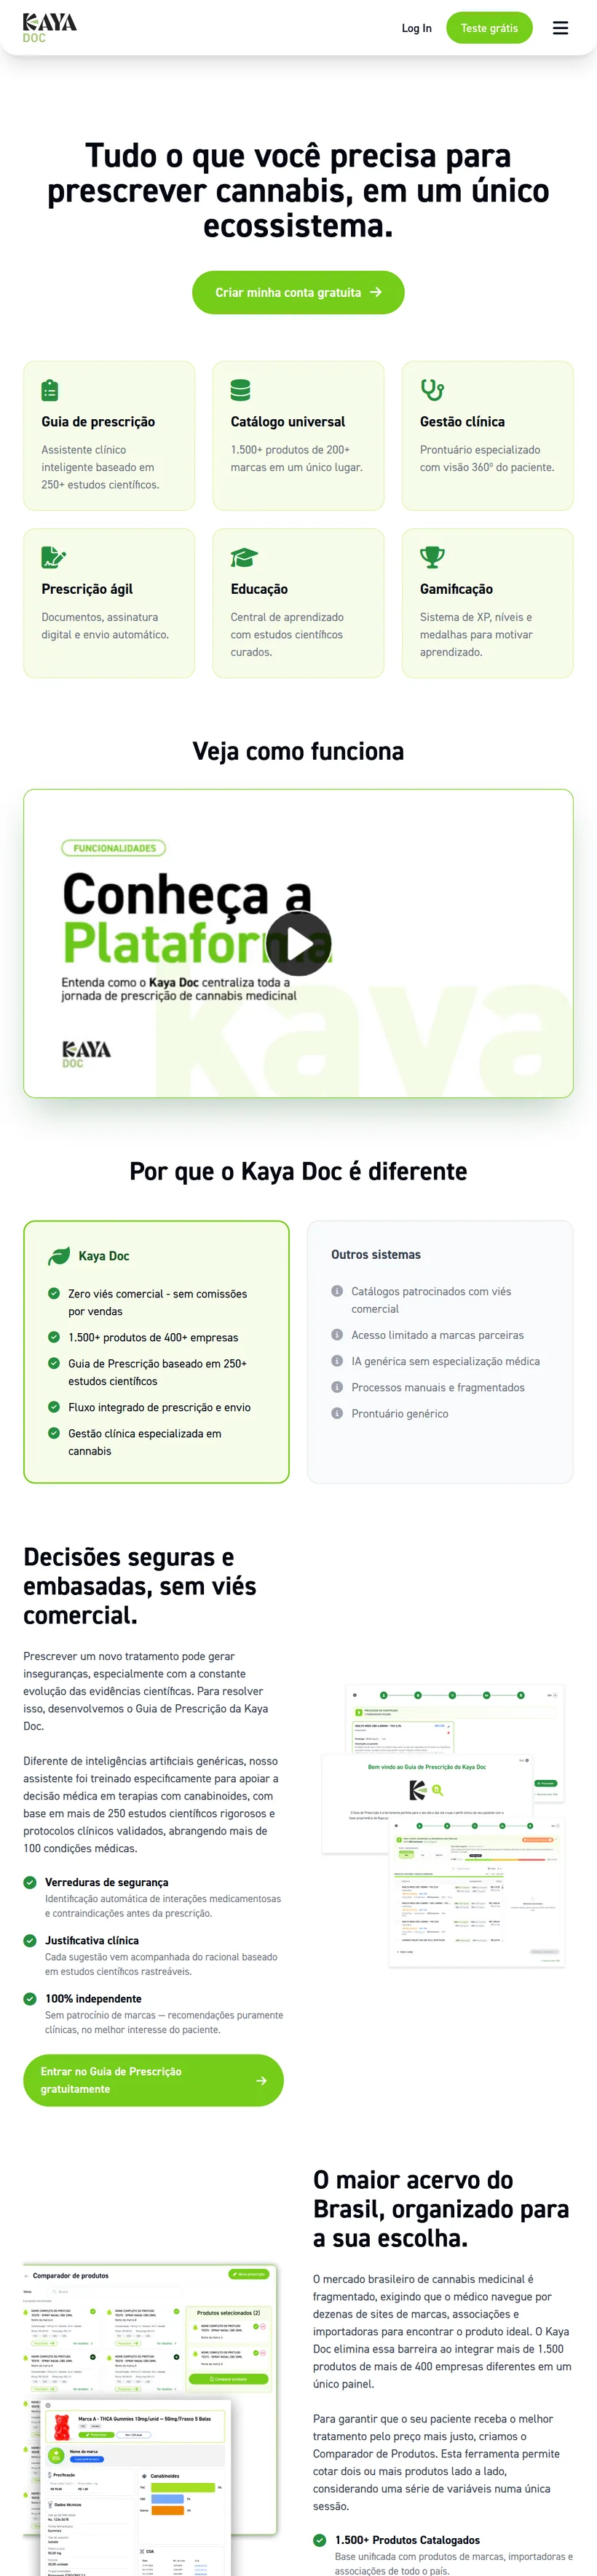 KAYA
DOC
Log In
Teste grátis
Tudo o que você precisa para
prescrever cannabis, em um único
ecossistema.
Criar minha conta gratuita
Guia de prescrição
Assistente clínico
inteligente baseado em
250+ estudos científicos.
Catálogo universal
1.500+ produtos de 200+
marcas em um único lugar.
Gestão clínica
Prontuário especializado
com visão 360º do paciente.
Prescrição ágil
Documentos, assinatura
digital e envio automático.
Educação
Central de aprendizado
com estudos científicos
curados.
Gamificação
Sistema de XP, níveis e
medalhas para motivar
aprendizado.
Veja como funciona
FUNCIONALIDADES
Conheça a
Plataforma
Entenda como o Kaya Doc centraliza toda a
jornada de prescrição de cannabis medicinal
KAYA
DOC
kaya
Por que o Kaya Doc é diferente
Kaya Doc
Zero viés comercial - sem comissões
por vendas
1.500+ produtos de 400+ empresas
Guia de Prescrição baseado em 250+
estudos científicos
Fluxo integrado de prescrição e envio
Gestão clínica especializada em
cannabis
Outros sistemas
Catálogos patrocinados com viés
comercial
Acesso limitado a marcas parceiras
IA genérica sem especialização médica
Processos manuais e fragmentados
Prontuário genérico
Decisões seguras e
embasadas, sem viés
comercial.
Prescrever um novo tratamento pode gerar
inseguranças, especialmente com a constante
evolução das evidências científicas. Para resolver
isso, desenvolvemos o Guia de Prescrição da Kaya
Doc.
Diferente de inteligências artificiais genéricas, nosso
assistente foi treinado especificamente para apoiar a
decisão médica em terapias com canabinoides, com
base em mais de 250 estudos científicos rigorosos e
protocolos clínicos validados, abrangendo mais de
100 condições médicas.
Verreduras de segurança
Identificação automática de interações medicamentosas
e contraindicações antes da prescrição.
Justificativa clínica
Cada sugestão vem acompanhada do racional baseado
em estudos científicos rastreáveis.
100% independente
Sem patrocínio de marcas — recomendações puramente
clínicas, no melhor interesse do paciente.
Entrar no Guia de Prescrição
gratuitamente
Bem vindo ao Guia de Prescrição do Kaya Doc
O maior acervo do
Brasil, organizado para
a sua escolha.
O mercado brasileiro de cannabis medicinal é
fragmentado, exigindo que o médico navegue por
dezenas de sites de marcas, associações e
importadoras para encontrar o produto ideal. O Kaya
Doc elimina essa barreira ao integrar mais de 1.500
produtos de mais de 400 empresas diferentes em um
único painel.
Para garantir que o seu paciente receba o melhor
tratamento pelo preço mais justo, criamos o
Comparador de Produtos. Esta ferramenta permite
cotar dois ou mais produtos lado a lado,
considerando uma série de variáveis numa única
sessão.
1.500+ Produtos Catalogados
Base unificada com produtos de marcas, importadoras e
associações de todo o país.
Comparador de produtos
Nova prescrição
Produtos selecionados (2)
Comparar produtos
Marca A - THCA Gummies 10mg/unid — 50mg/Frasco 5 Balas
Nome da marca
Precificação
Canabinóides
Dados técnicos
COA